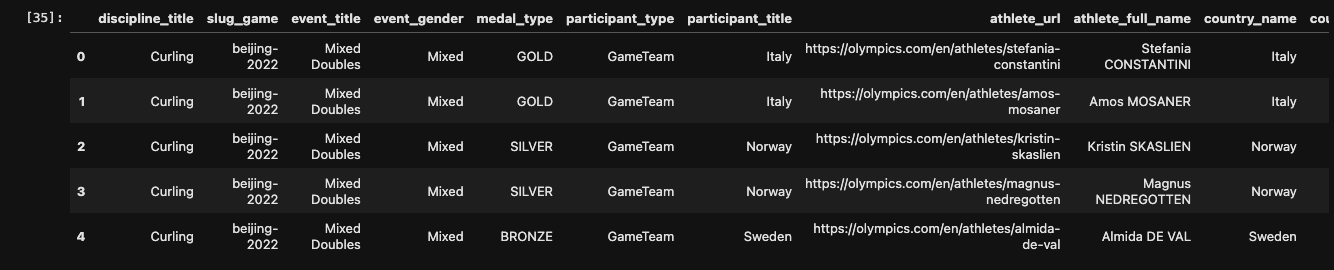 [35]: discipline_title slug_game event_title event_gender medal_type participant_type participant_title athlete_url athlete_full_name country_name cou
0 Curling beijing-2022 Mixed Doubles Mixed GOLD GameTeam Italy https://olympics.com/en/athletes/stefania-constantini Stefania CONSTANTINI Italy
1 Curling beijing-2022 Mixed Doubles Mixed GOLD GameTeam Italy https://olympics.com/en/athletes/amos-mosaner Amos MOSANER Italy
2 Curling beijing-2022 Mixed Doubles Mixed SILVER GameTeam Norway https://olympics.com/en/athletes/kristin-skaslien Kristin SKASLIEN Norway
3 Curling beijing-2022 Mixed Doubles Mixed SILVER GameTeam Norway https://olympics.com/en/athletes/magnus-nedregotten Magnus NEDREGOTTEN Norway
4 Curling beijing-2022 Mixed Doubles Mixed BRONZE GameTeam Sweden https://olympics.com/en/athletes/almida-de-val Almida DE VAL Sweden